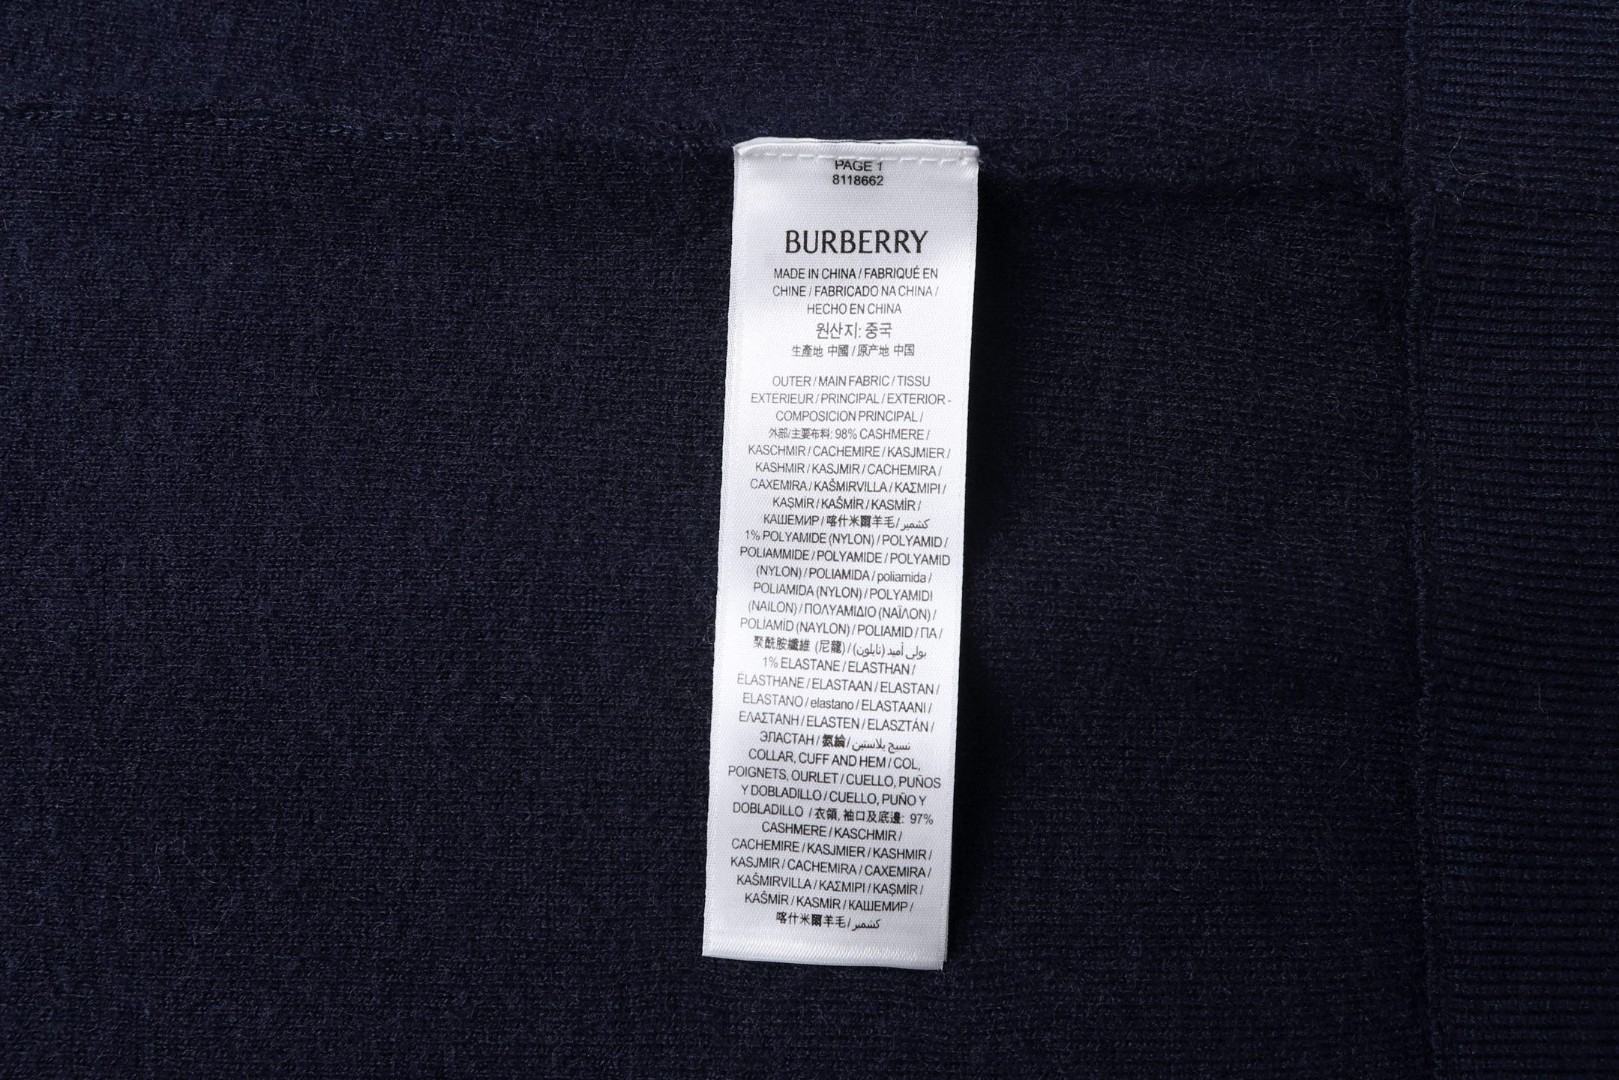 PAGE 1
8118662
BURBERRY
MADE IN CHINA / FABRIQUÉ EN
CHINE / FABRICADO NA CHINA /
HECHO EN CHINA
원산지: 중국
生產地 中國 / 原产地 中国
OUTER / MAIN FABRIC / TISSU
EXTERIEUR / PRINCIPAL / EXTERIOR -
COMPOSICION PRINCIPAL /
外部/主要布料: 98% CASHMERE /
KASCHMIR / CACHEMIRE / KASJMIER /
KASHMIR / KASJMIR / CACHEMIRA /
CAXEMIRA / KAŠMIRVILLA / ΚΑΣΜΙΡΙ /
KAŞMİR / KAŠMÍR / KASMÍR /
КАШЕМИР / 喀什米爾羊毛 / كشمير
1% POLYAMIDE (NYLON) / POLYAMID /
POLIAMMIDE / POLYAMIDE / POLYAMID
(NYLON) / POLIAMIDA / poliamida /
POLIAMIDA (NYLON) / POLYAMIDI
(NAILON) / ΠΟΛΥΑΜΙΔΙΟ (ΝΑΪΛΟΝ) /
POLIAMİD (NAYLON) / POLIAMID / ПА /
聚酰胺纖維 (尼龍) / بولي أميد (نايلون)
1% ELASTANE / ELASTHAN /
ÉLASTHANE / ELASTAAN / ELASTAN /
ELASTANO / elastano / ELASTAANI /
ΕΛΑΣΤΑΝΗ / ELASTEN / ELASZTÁN /
ЭЛАСТАН / 氨綸 / نسيج بلاستين
COLLAR, CUFF AND HEM / COL,
POIGNETS, OURLET / CUELLO, PUÑOS
Y DOBLADILLO / CUELLO, PUÑO Y
DOBLADILLO / 衣領, 袖口及底邊: 97%
CASHMERE / KASCHMIR /
CACHEMIRE / KASJMIER / KASHMIR /
KASJMIR / CACHEMIRA / CAXEMIRA /
KAŠMIRVILLA / ΚΑΣΜΙΡΙ / KAŞMİR /
KAŠMÍR / KASMÍR / КАШЕМИР /
喀什米爾羊毛 / كشمير